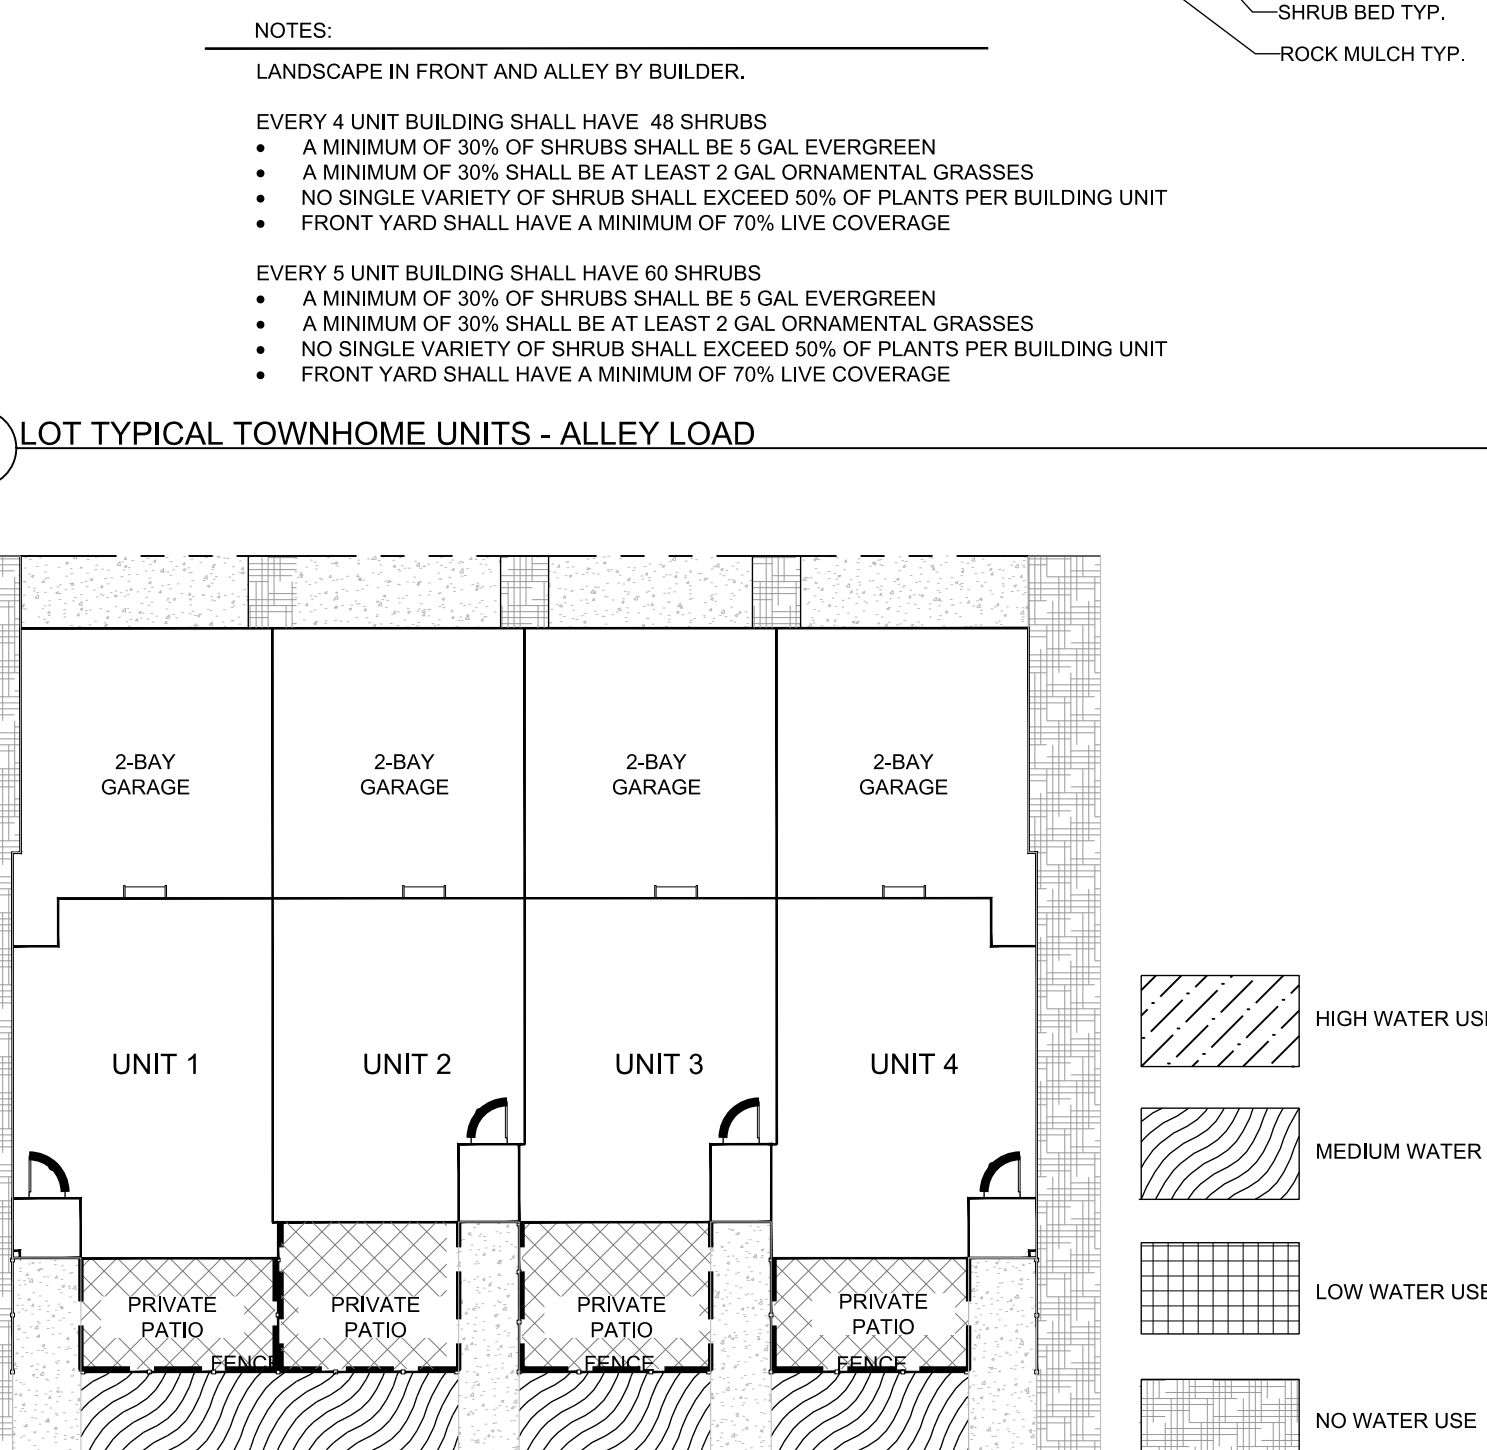 SHRUB BED TYP.
ROCK MULCH TYP.
NOTES:
LANDSCAPE IN FRONT AND ALLEY BY BUILDER.
EVERY 4 UNIT BUILDING SHALL HAVE 48 SHRUBS
• A MINIMUM OF 30% OF SHRUBS SHALL BE 5 GAL EVERGREEN
• A MINIMUM OF 30% SHALL BE AT LEAST 2 GAL ORNAMENTAL GRASSES
• NO SINGLE VARIETY OF SHRUB SHALL EXCEED 50% OF PLANTS PER BUILDING UNIT
• FRONT YARD SHALL HAVE A MINIMUM OF 70% LIVE COVERAGE
EVERY 5 UNIT BUILDING SHALL HAVE 60 SHRUBS
• A MINIMUM OF 30% OF SHRUBS SHALL BE 5 GAL EVERGREEN
• A MINIMUM OF 30% SHALL BE AT LEAST 2 GAL ORNAMENTAL GRASSES
• NO SINGLE VARIETY OF SHRUB SHALL EXCEED 50% OF PLANTS PER BUILDING UNIT
• FRONT YARD SHALL HAVE A MINIMUM OF 70% LIVE COVERAGE
LOT TYPICAL TOWNHOME UNITS - ALLEY LOAD
2-BAY
GARAGE
2-BAY
GARAGE
2-BAY
GARAGE
2-BAY
GARAGE
UNIT 1
UNIT 2
UNIT 3
UNIT 4
PRIVATE
PATIO
FENCE
PRIVATE
PATIO
PRIVATE
PATIO
FENCE
PRIVATE
PATIO
FENCE
HIGH WATER USE
MEDIUM WATER
LOW WATER USE
NO WATER USE